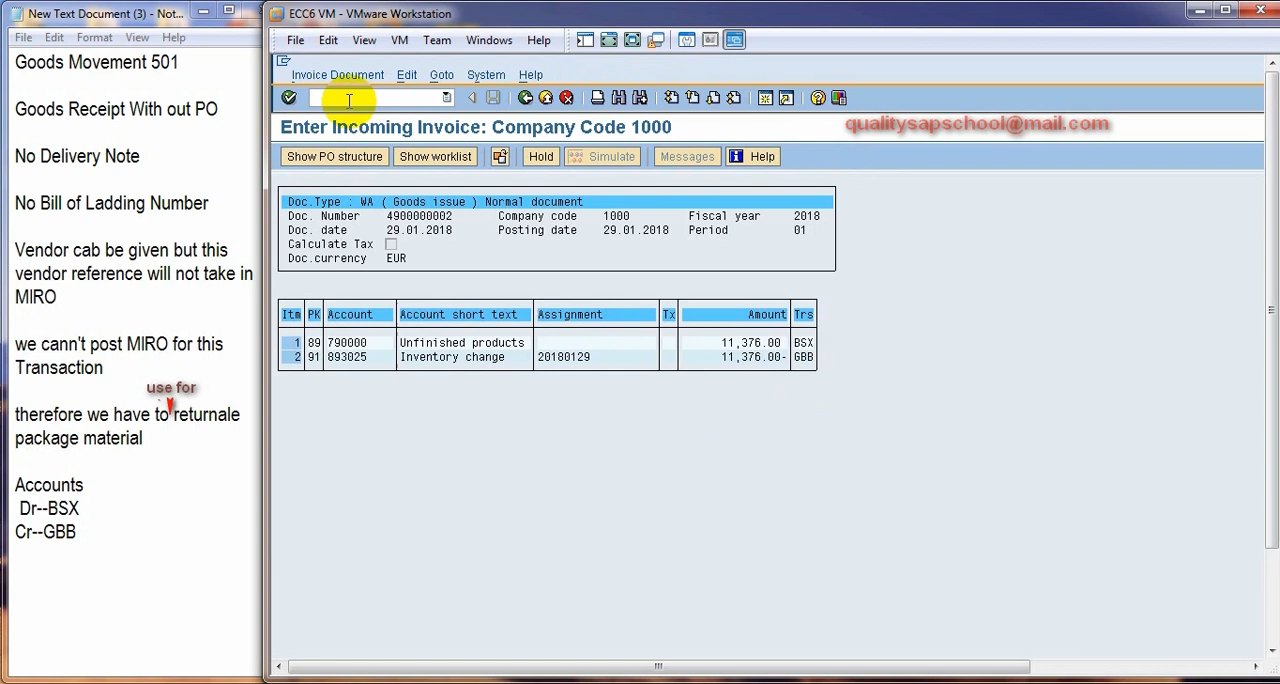 New Text Document (3) - Not...
File Edit Format View Help
Goods Movement 501
Goods Receipt With out PO
No Delivery Note
No Bill of Ladding Number
Vendor cab be given but this
vendor reference will not take in
MIRO
we cann't post MIRO for this
Transaction
use for
therefore we have to returnale
package material
Accounts
Dr--BSX
Cr--GBB
ECC6 VM - VMware Workstation
File Edit View VM Team Windows Help
Invoice Document Edit Goto System Help
Enter Incoming Invoice: Company Code 1000
qualitysapschool@mail.com
Show PO structure Show worklist Hold Simulate Messages Help
Doc.Type : WA ( Goods issue ) Normal document
Doc. Number 4900000002 Company code 1000 Fiscal year 2018
Doc. date 29.01.2018 Posting date 29.01.2018 Period 01
Calculate Tax
Doc.currency EUR
Itm PK Account Account short text Assignment Tx Amount Trs
1 89 790000 Unfinished products 11,376.00 BSX
2 91 893025 Inventory change 20180129 11,376.00- GBB